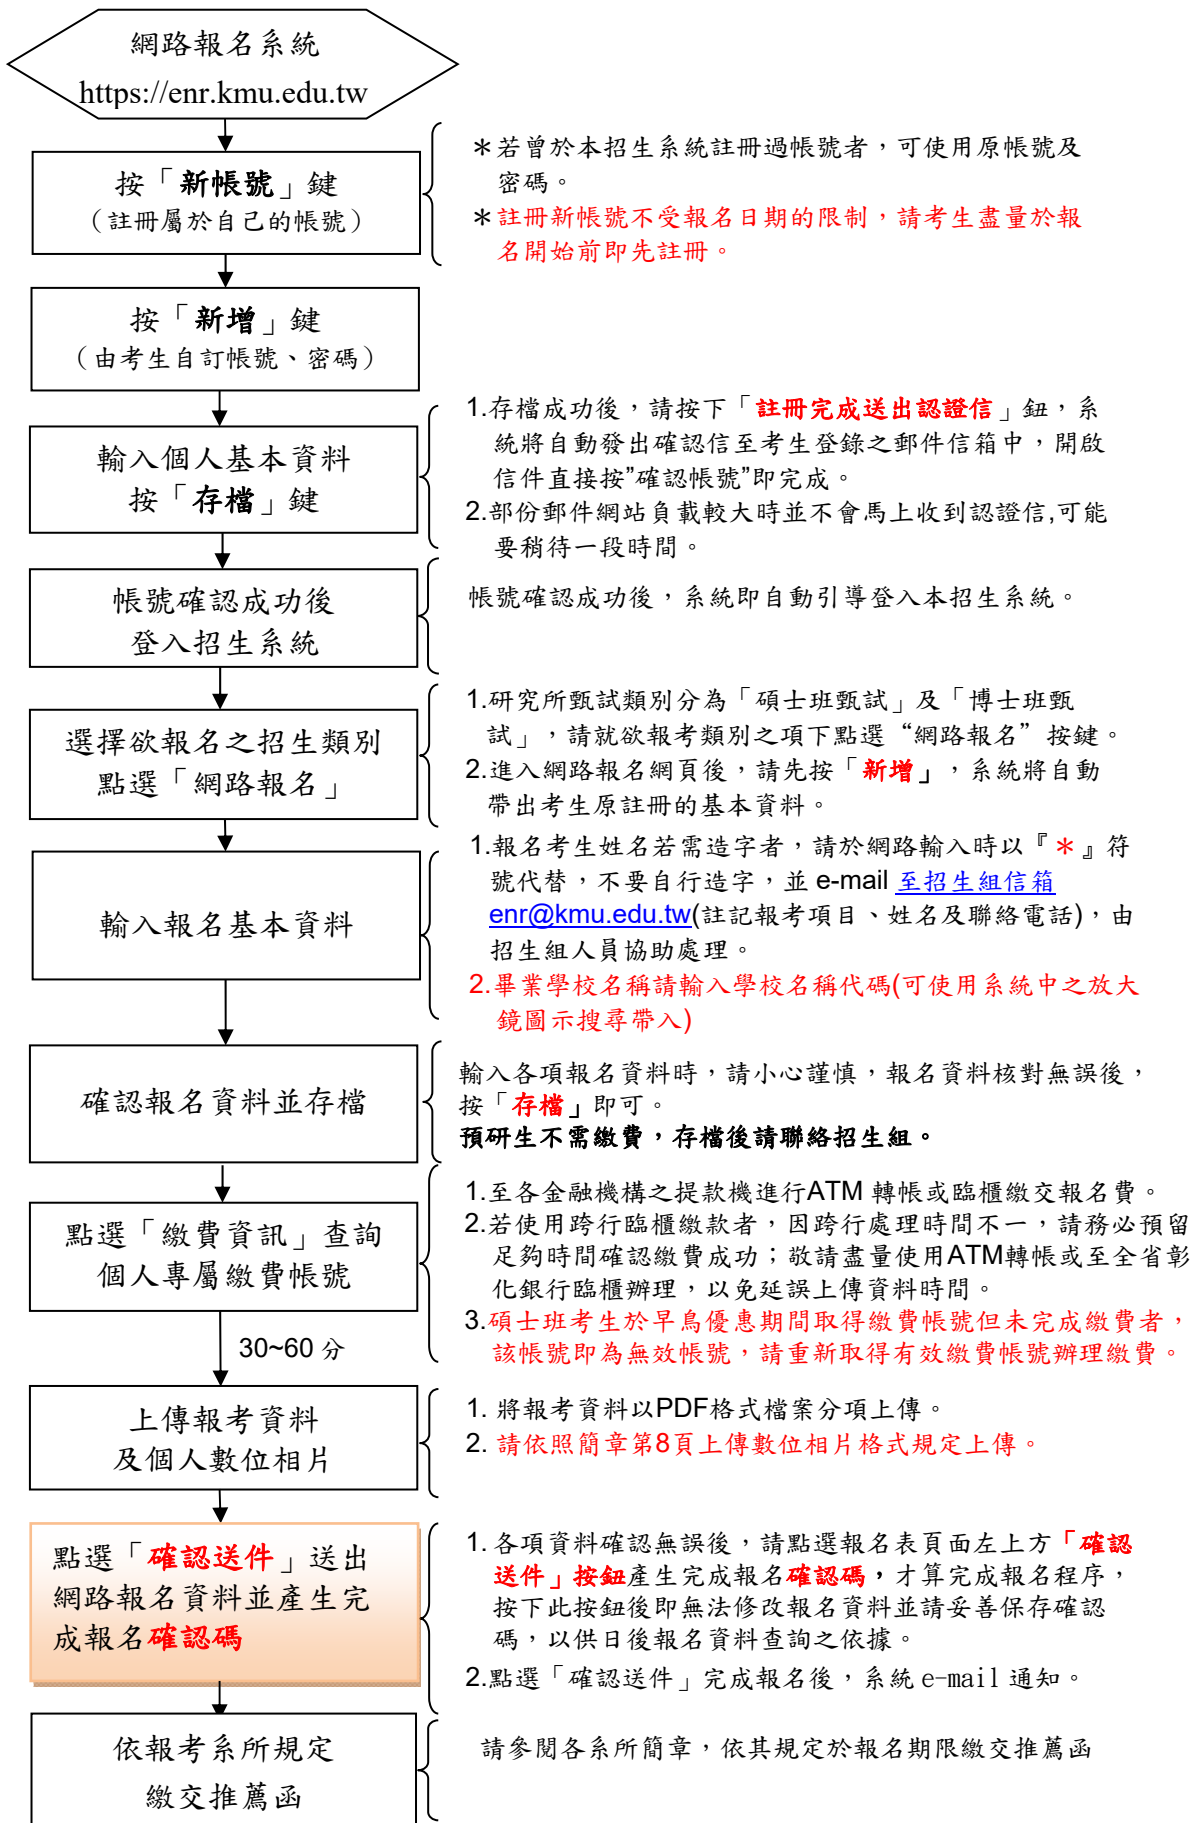 網路報名系統
https://enr.kmu.edu.tw
按「新帳號」鍵
（註冊屬於自己的帳號）
＊若曾於本招生系統註冊過帳號者，可使用原帳號及
密碼。
＊註冊新帳號不受報名日期的限制，請考生盡量於報
名開始前即先註冊。
按「新增」鍵
（由考生自訂帳號、密碼）
輸入個人基本資料
按「存檔」鍵
1.存檔成功後，請按下「註冊完成送出認證信」鈕，系
統將自動發出確認信至考生登錄之郵件信箱中，開啟
信件直接按”確認帳號”即完成。
2.部份郵件網站負載較大時並不會馬上收到認證信,可能
要稍待一段時間。
帳號確認成功後
登入招生系統
帳號確認成功後，系統即自動引導登入本招生系統。
選擇欲報名之招生類別
點選「網路報名」
1.研究所甄試類別分為「碩士班甄試」及「博士班甄
試」，請就欲報考類別之項下點選“網路報名”按鍵。
2.進入網路報名網頁後，請先按「新增」，系統將自動
帶出考生原註冊的基本資料。
輸入報名基本資料
1.報名考生姓名若需造字者，請於網路輸入時以『＊』符
號代替，不要自行造字，並 e-mail 至招生組信箱
enr@kmu.edu.tw(註記報考項目、姓名及聯絡電話)，由
招生組人員協助處理。
2.畢業學校名稱請輸入學校名稱代碼(可使用系統中之放大
鏡圖示搜尋帶入)
確認報名資料並存檔
輸入各項報名資料時，請小心謹慎，報名資料核對無誤後，
按「存檔」即可。
預研生不需繳費，存檔後請聯絡招生組。
點選「繳費資訊」查詢
個人專屬繳費帳號
1.至各金融機構之提款機進行ATM 轉帳或臨櫃繳交報名費。
2.若使用跨行臨櫃繳款者，因跨行處理時間不一，請務必預留
足夠時間確認繳費成功；敬請盡量使用ATM轉帳或至全省彰
化銀行臨櫃辦理，以免延誤上傳資料時間。
3.碩士班考生於早鳥優惠期間取得繳費帳號但未完成繳費者，
該帳號即為無效帳號，請重新取得有效繳費帳號辦理繳費。
30~60 分
上傳報考資料
及個人數位相片
1. 將報考資料以PDF格式檔案分項上傳。
2. 請依照簡章第8頁上傳數位相片格式規定上傳。
點選「確認送件」送出
網路報名資料並產生完
成報名確認碼
1. 各項資料確認無誤後，請點選報名表頁面左上方「確認
送件」按鈕產生完成報名確認碼，才算完成報名程序，
按下此按鈕後即無法修改報名資料並請妥善保存確認
碼，以供日後報名資料查詢之依據。
2.點選「確認送件」完成報名後，系統 e-mail 通知。
依報考系所規定
繳交推薦函
請參閱各系所簡章，依其規定於報名期限繳交推薦函